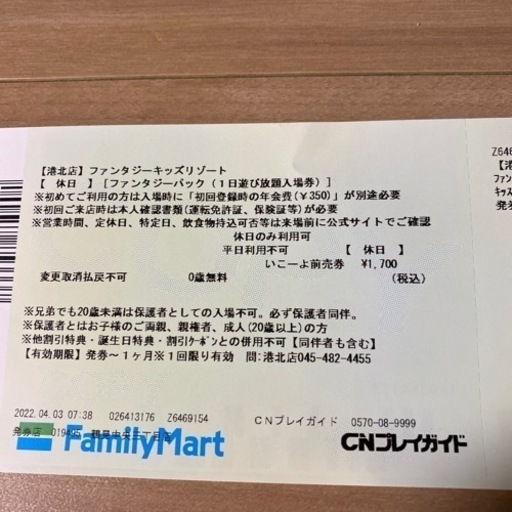 【港北店】ファンタジーキッズリゾート
【 休日 】 [ファンタジーパック (1日遊び放題入場券)]
※初めてご利用の方は入場時に「初回登録時の年会費(¥350)」が別途必要
※初回ご来店時は本人確認書類(運転免許証、保険証等)が必要
※営業時間、定休日、特定日、飲食物持込可否等は来場前に公式サイトでご確認
休日のみ利用可
平日利用不可 【 休日 】
いこーよ前売券 ¥1,700
変更取消払戻不可 0歳無料 (税込)
※兄弟でも20歳未満は保護者としての入場不可。必ず保護者同伴。
※保護者とはお子様のご両親、親権者、成人(20歳以上)の方
※他割引特典・誕生日特典・割引クーポンとの併用不可【同伴者も含む】
【有効期限】発券～1ヶ月※1回限り有効 問:港北店045-482-4455
2022.04.03 07:38 026413176 Z6469154 CNプレイガイド 0570-08-9999
発券店
FamilyMart CNプレイガイド
Z646
【港
ファン
キッズ
発券